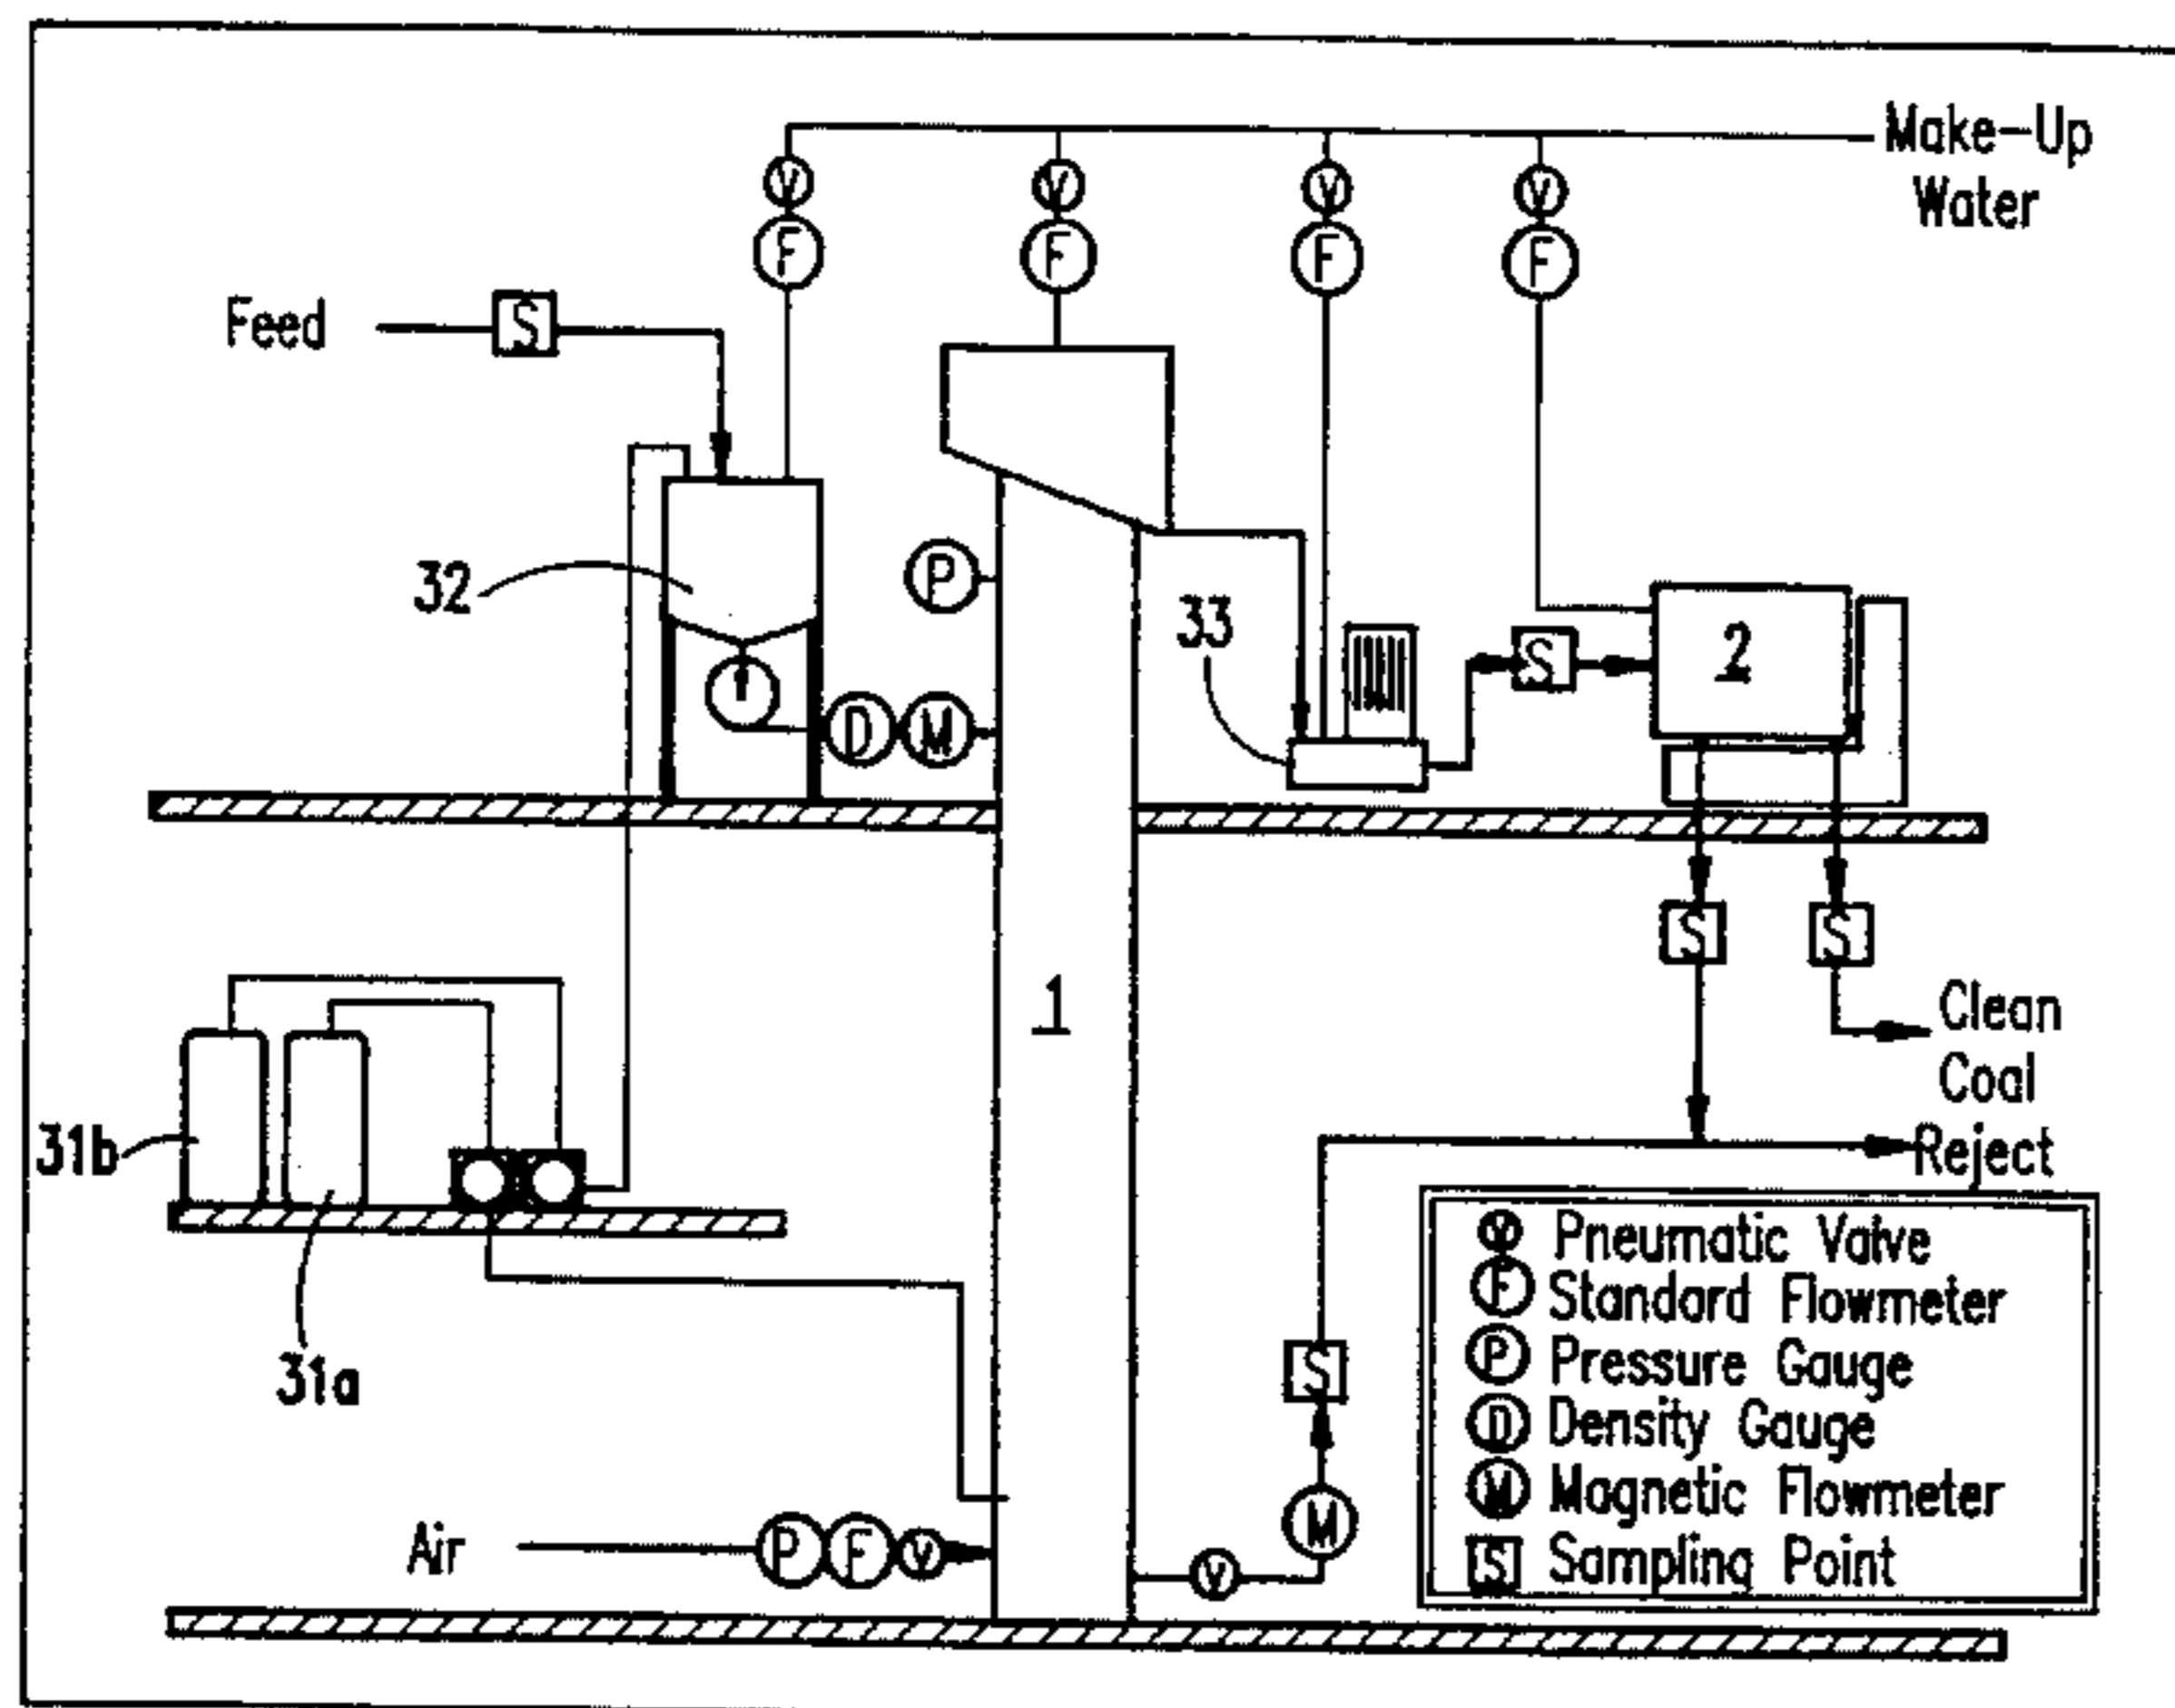 Make-Up
Water
V
V
V
V
F
F
F
F
Feed
S
32
P
33
S
2
D
M
1
S
S
Clean
Coal
31b
Reject
31a
S
Air
P
F
V
V
M
V Pneumatic Valve
F Standard Flowmeter
P Pressure Gauge
D Density Gauge
M Magnetic Flowmeter
S Sampling Point